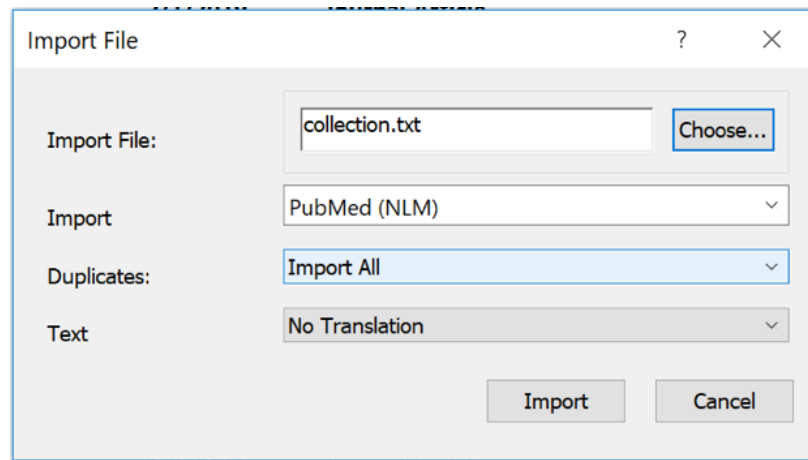 Import File
Import File:
collection.txt
Choose...
Import
PubMed (NLM)
Duplicates:
Import All
Text
No Translation
Import
Cancel